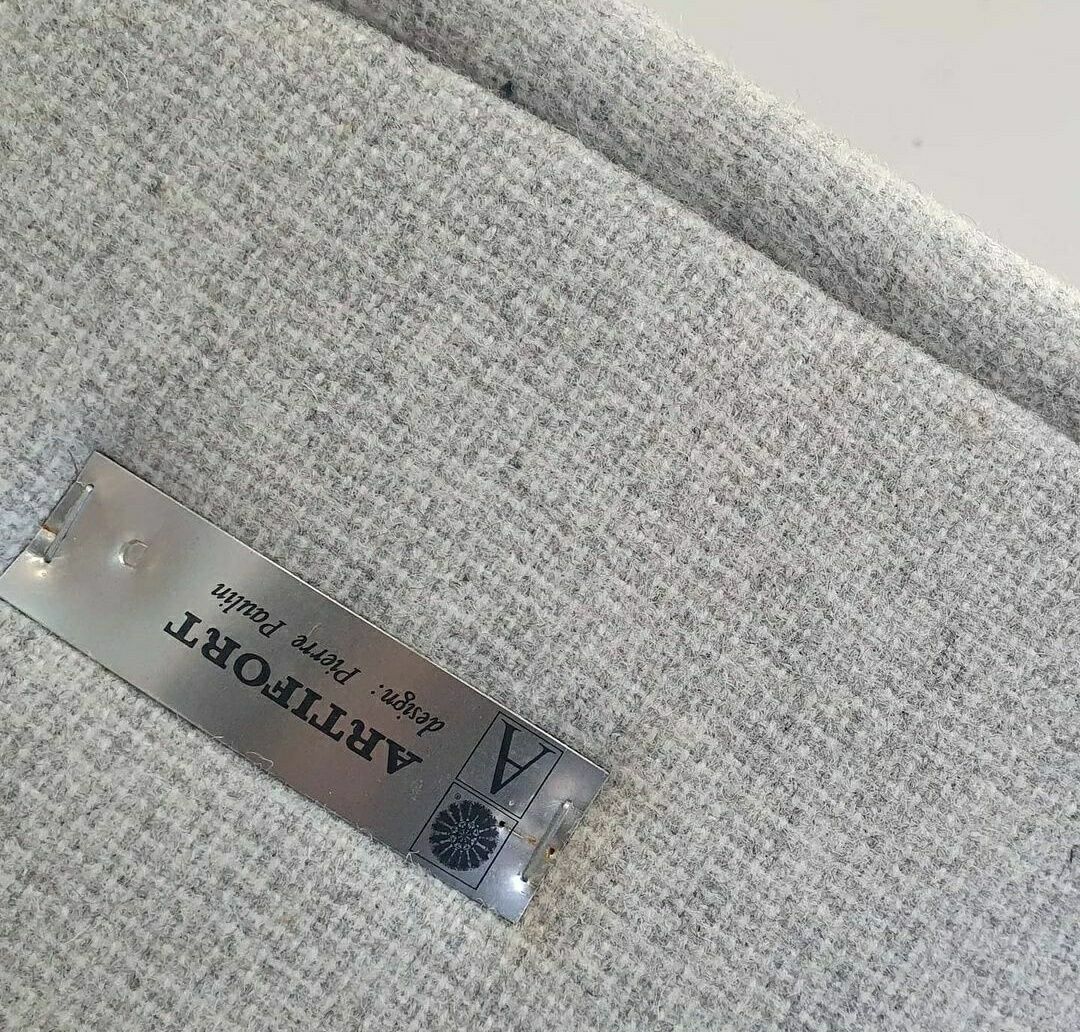 ARTIFORT
design: Pierre Paulin
A
®